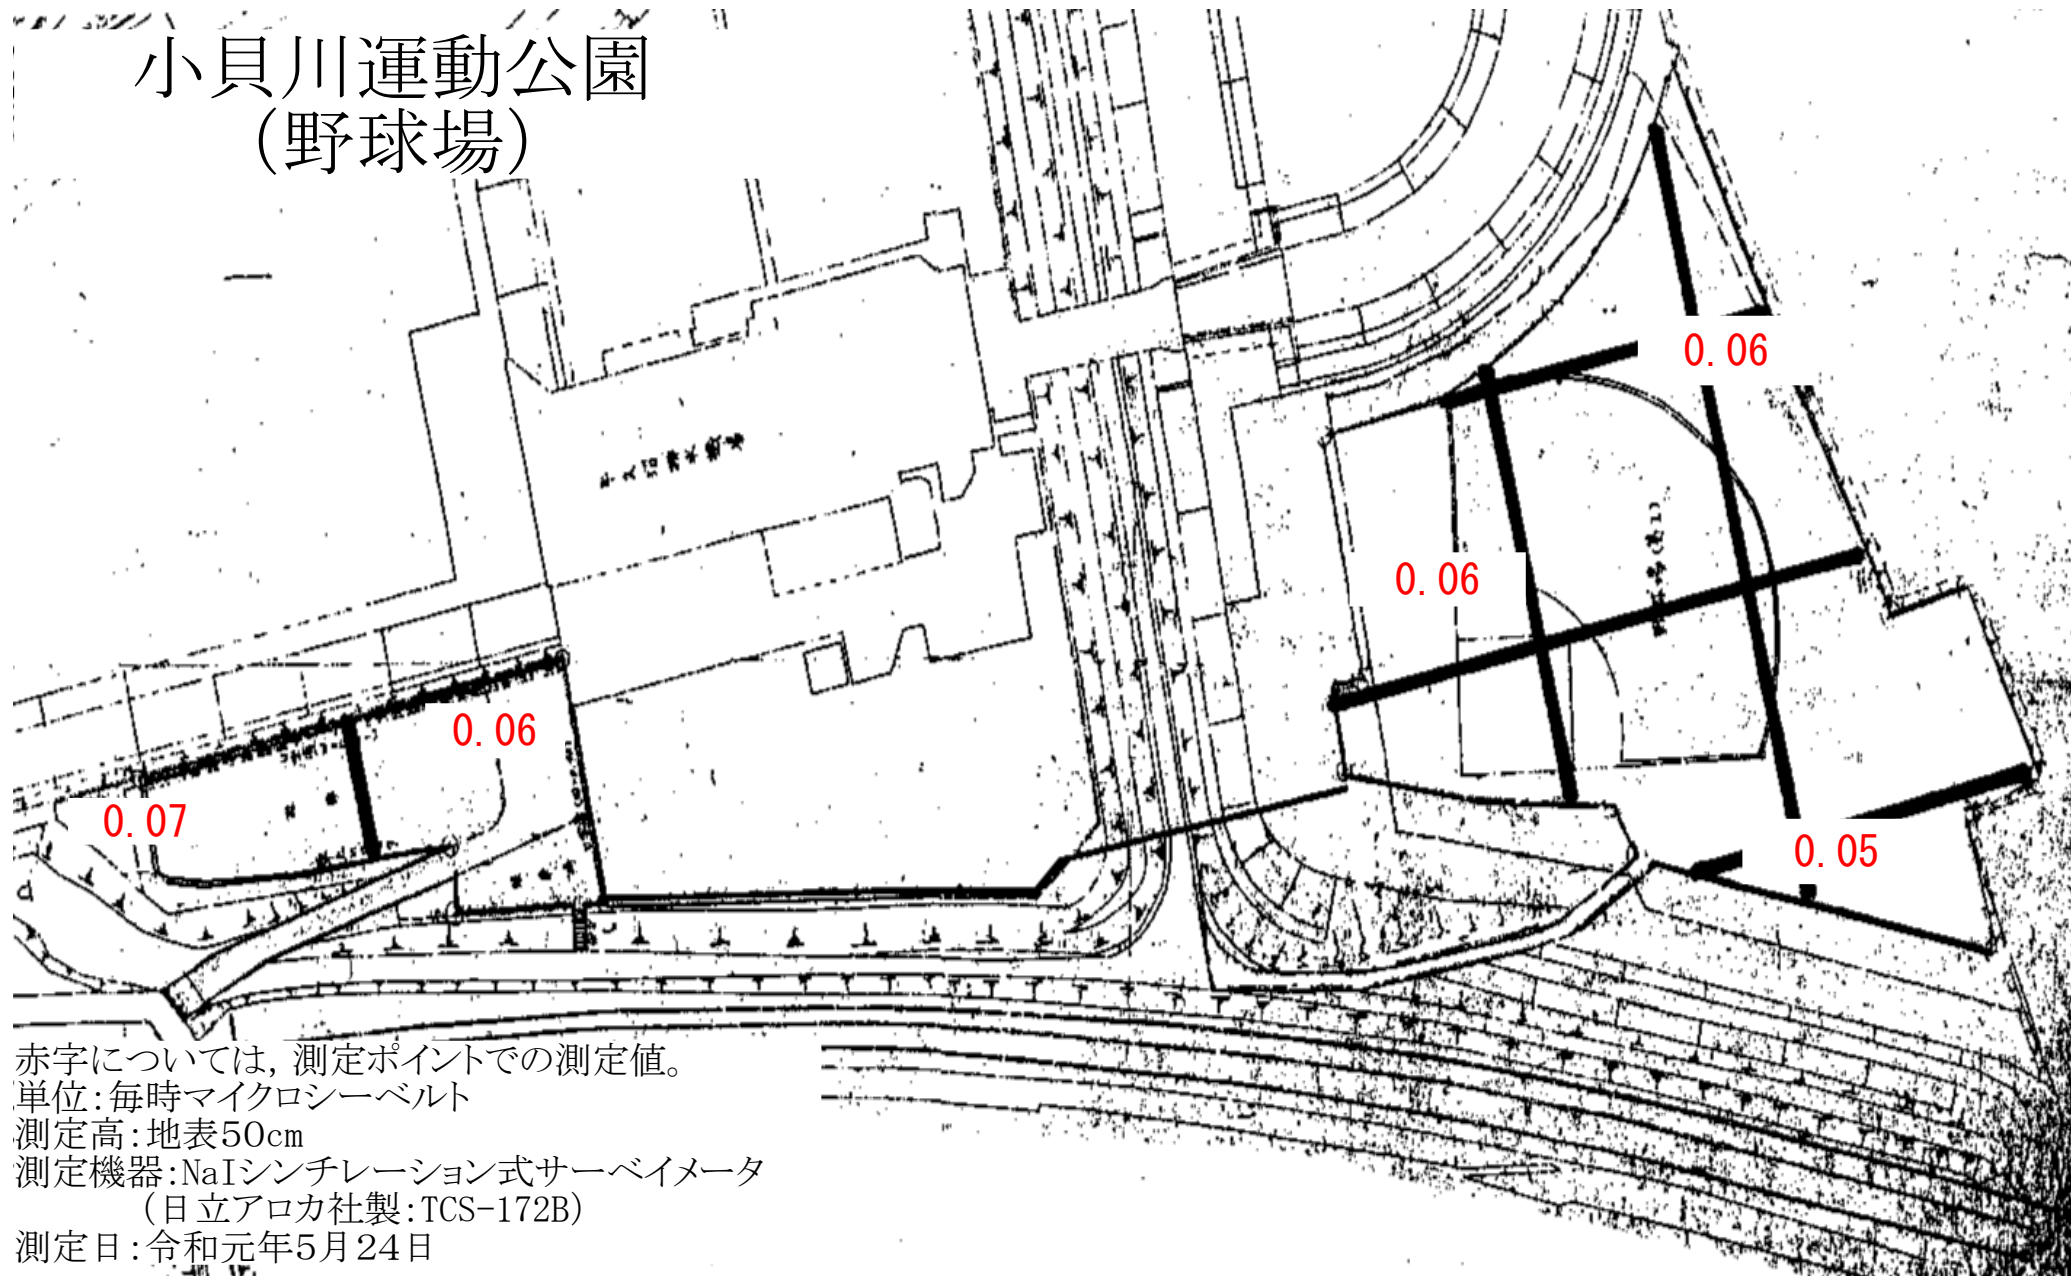 小貝川運動公園
（野球場）
0.06
0.06
0.06
0.07
0.05
赤字については，測定ポイントでの測定値。
単位：毎時マイクロシーベルト
測定高：地表50cm
測定機器：NaIシンチレーション式サーベイメータ
（日立アロカ社製：TCS-172B）
測定日：令和元年5月24日